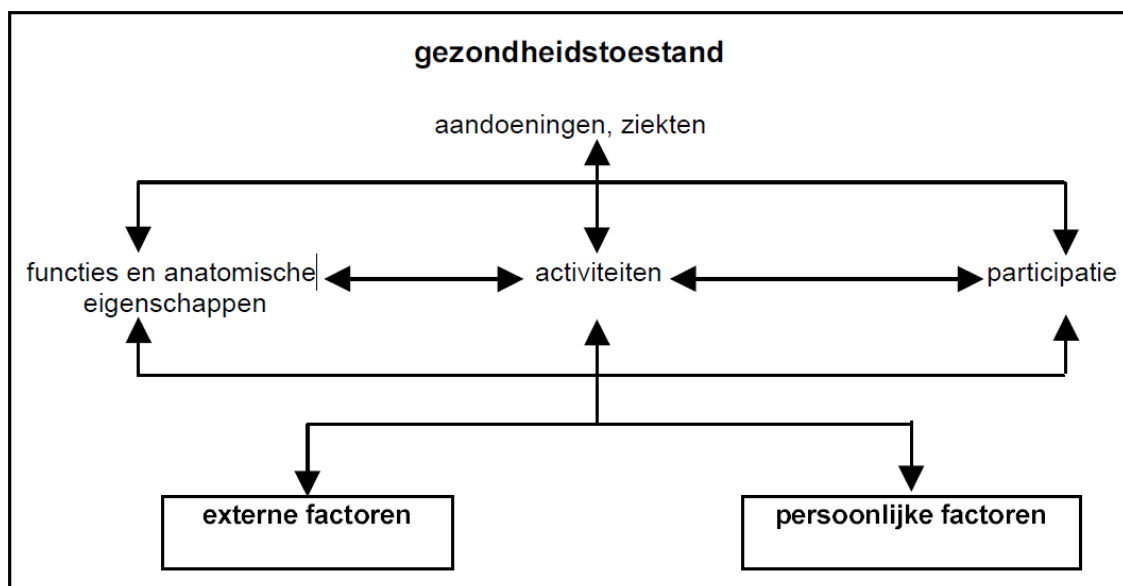 gezondheidstoestand
aandoeningen, ziekten
functies en anatomische
eigenschappen
activiteiten
participatie
externe factoren
persoonlijke factoren